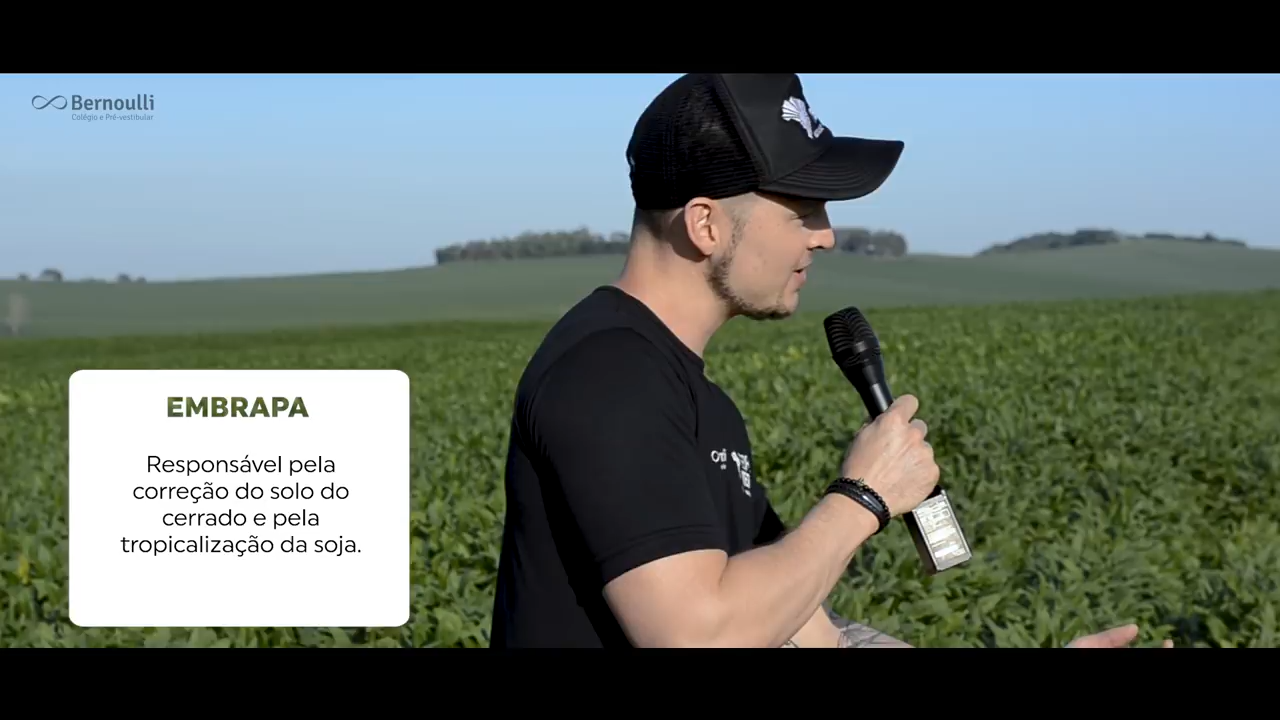 Bernoulli
Colégio e Pré-vestibular
EMBRAPA
Responsável pela
correção do solo do
cerrado e pela
tropicalização da soja.